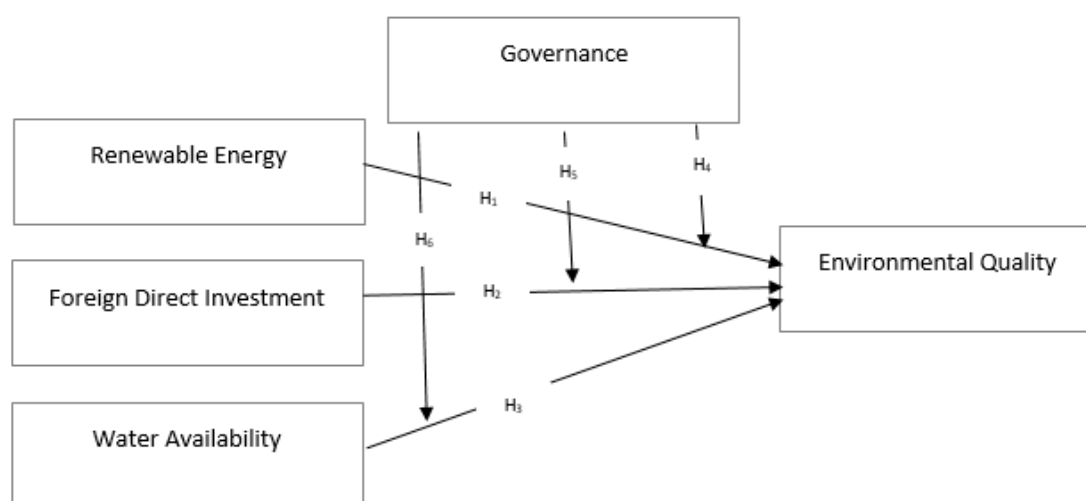 Governance
Renewable Energy
H₅
H₄
H₁
H₆
Environmental Quality
Foreign Direct Investment
H₂
H₃
Water Availability